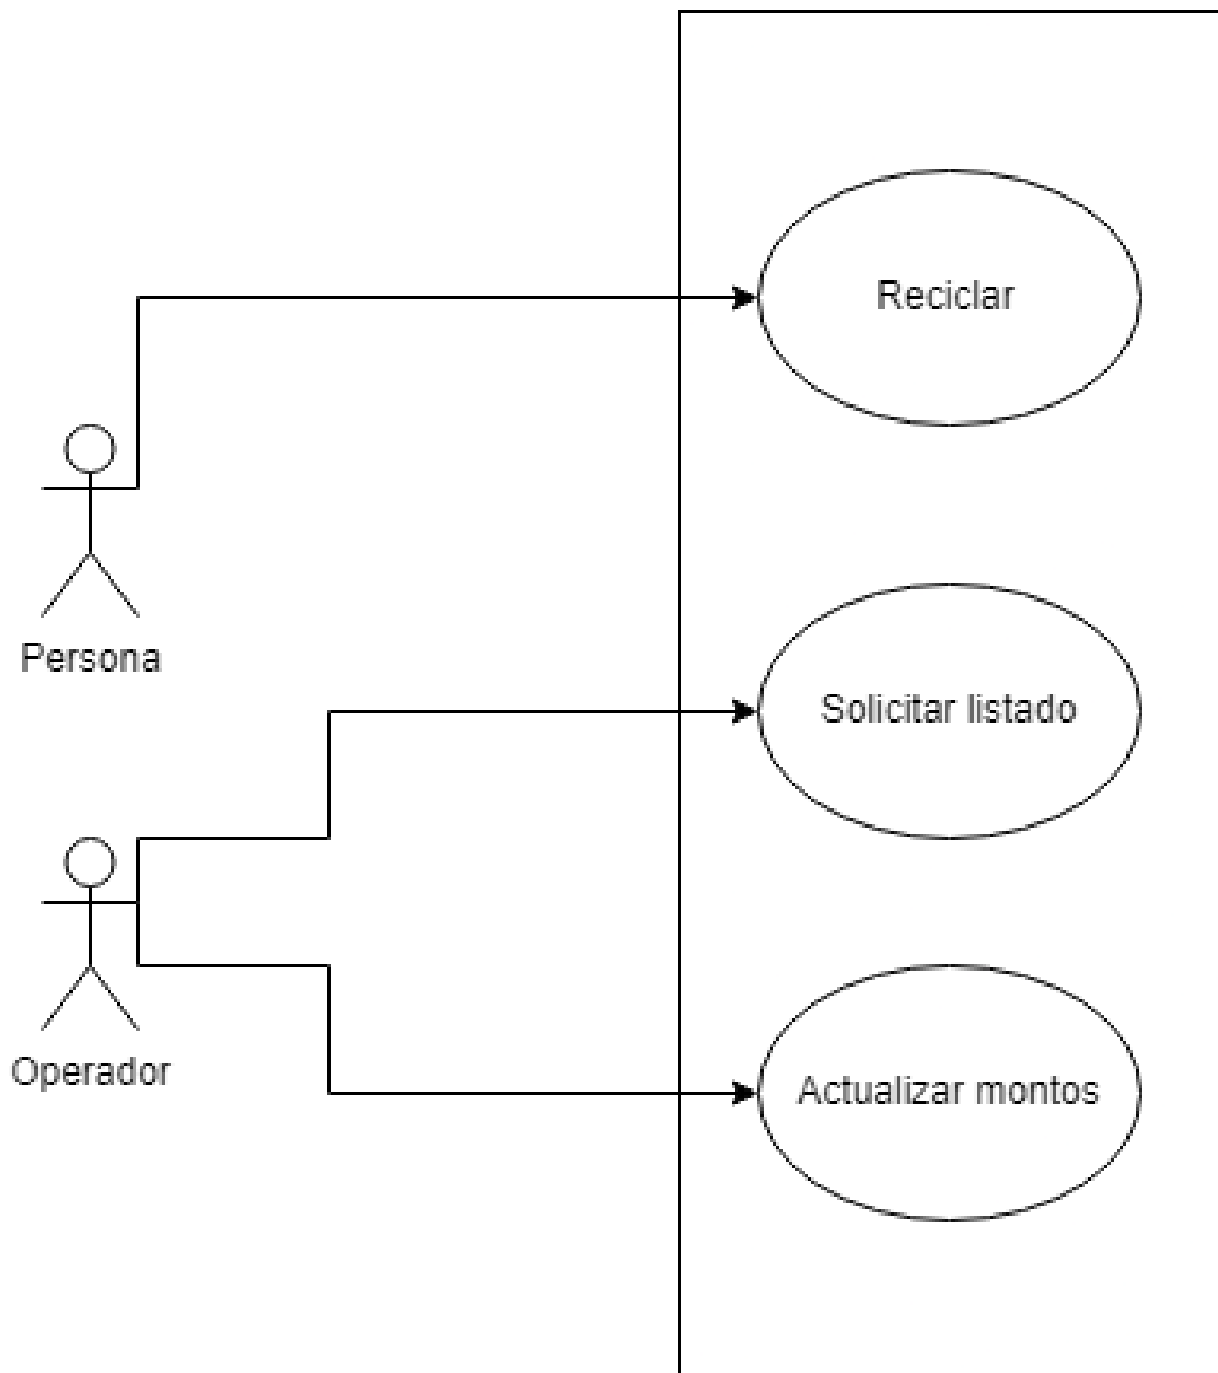 Reciclar
Persona
Solicitar listado
Operador
Actualizar montos